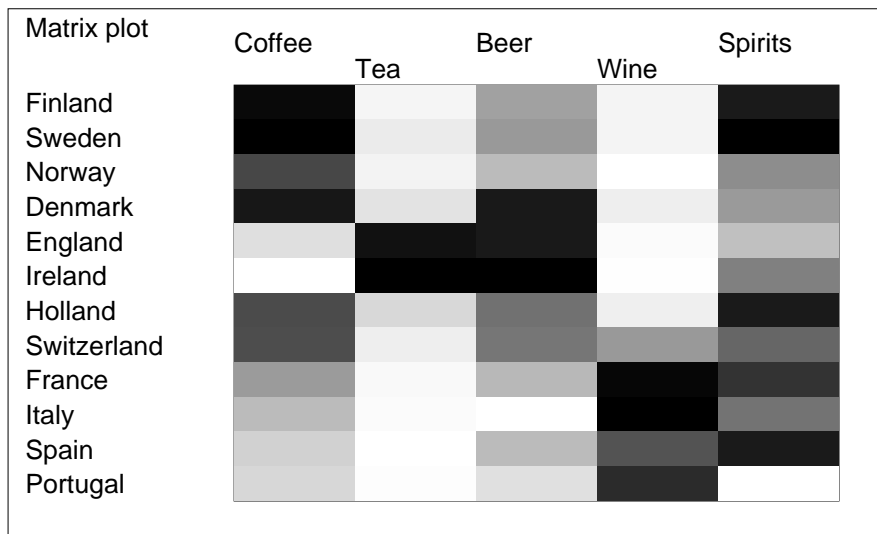 Matrix plot
Coffee Beer Spirits
Tea Wine
Finland
Sweden
Norway
Denmark
England
Ireland
Holland
Switzerland
France
Italy
Spain
Portugal